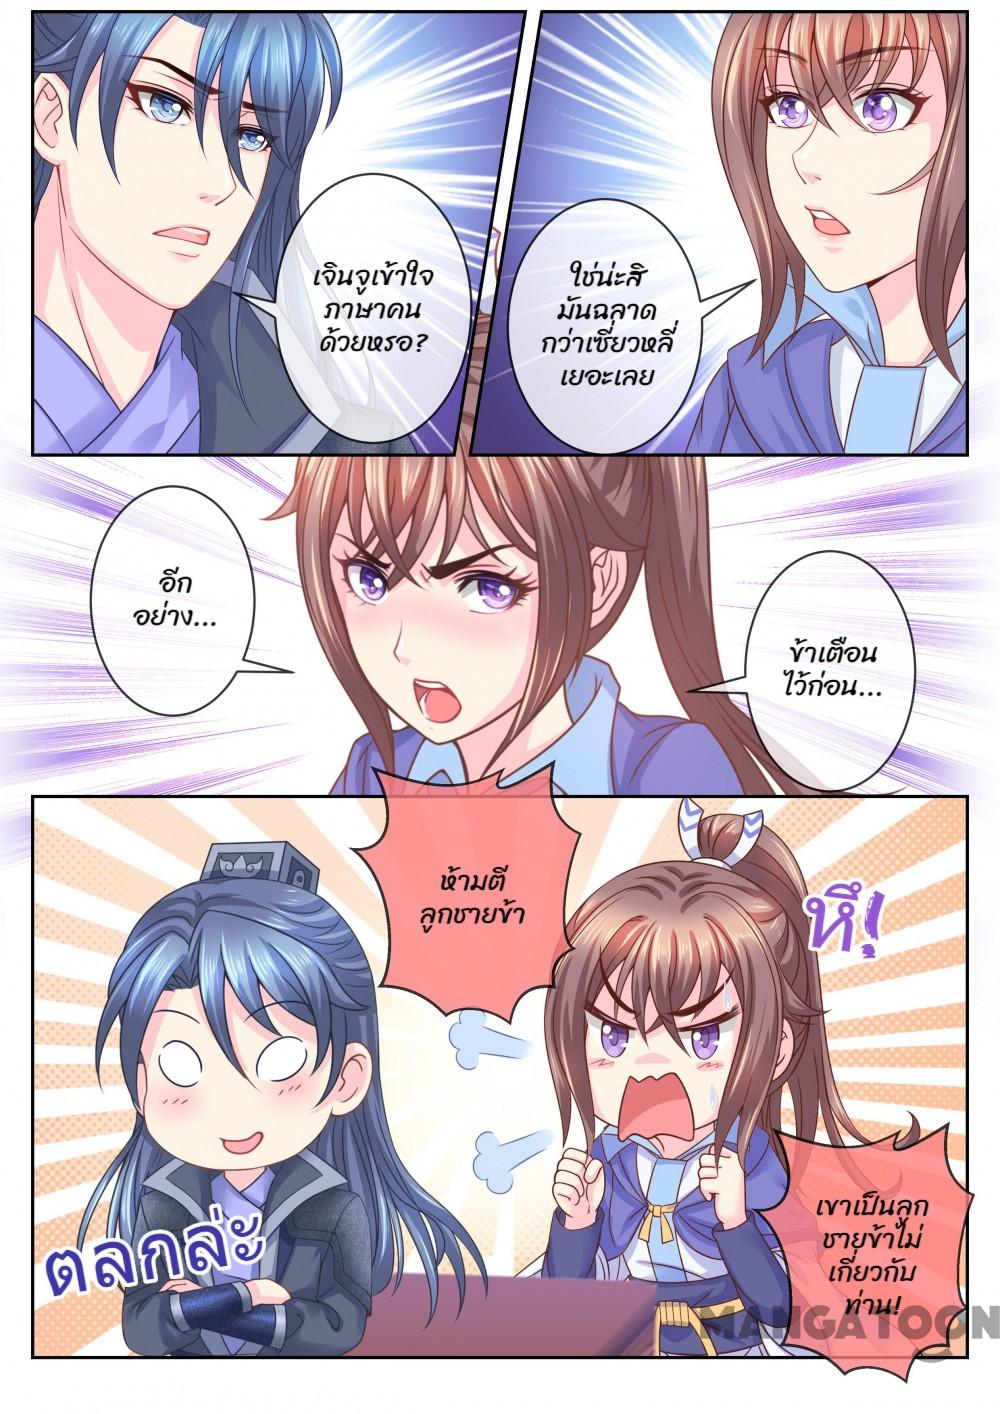 เจินจูเข้าใจ
ภาษาคน
ด้วยหรอ?
ใช่น่ะสิ
มันฉลาด
กว่าเซี่ยวหลี่
เยอะเลย
อีก
อย่าง...
ข้าเตือน
ไว้ก่อน...
ห้ามตี
ลูกชายข้า
หึ!
ตลกล่ะ
เขาเป็นลูก
ชายข้าไม่
เกี่ยวกับ
ท่าน!
MANGATOON